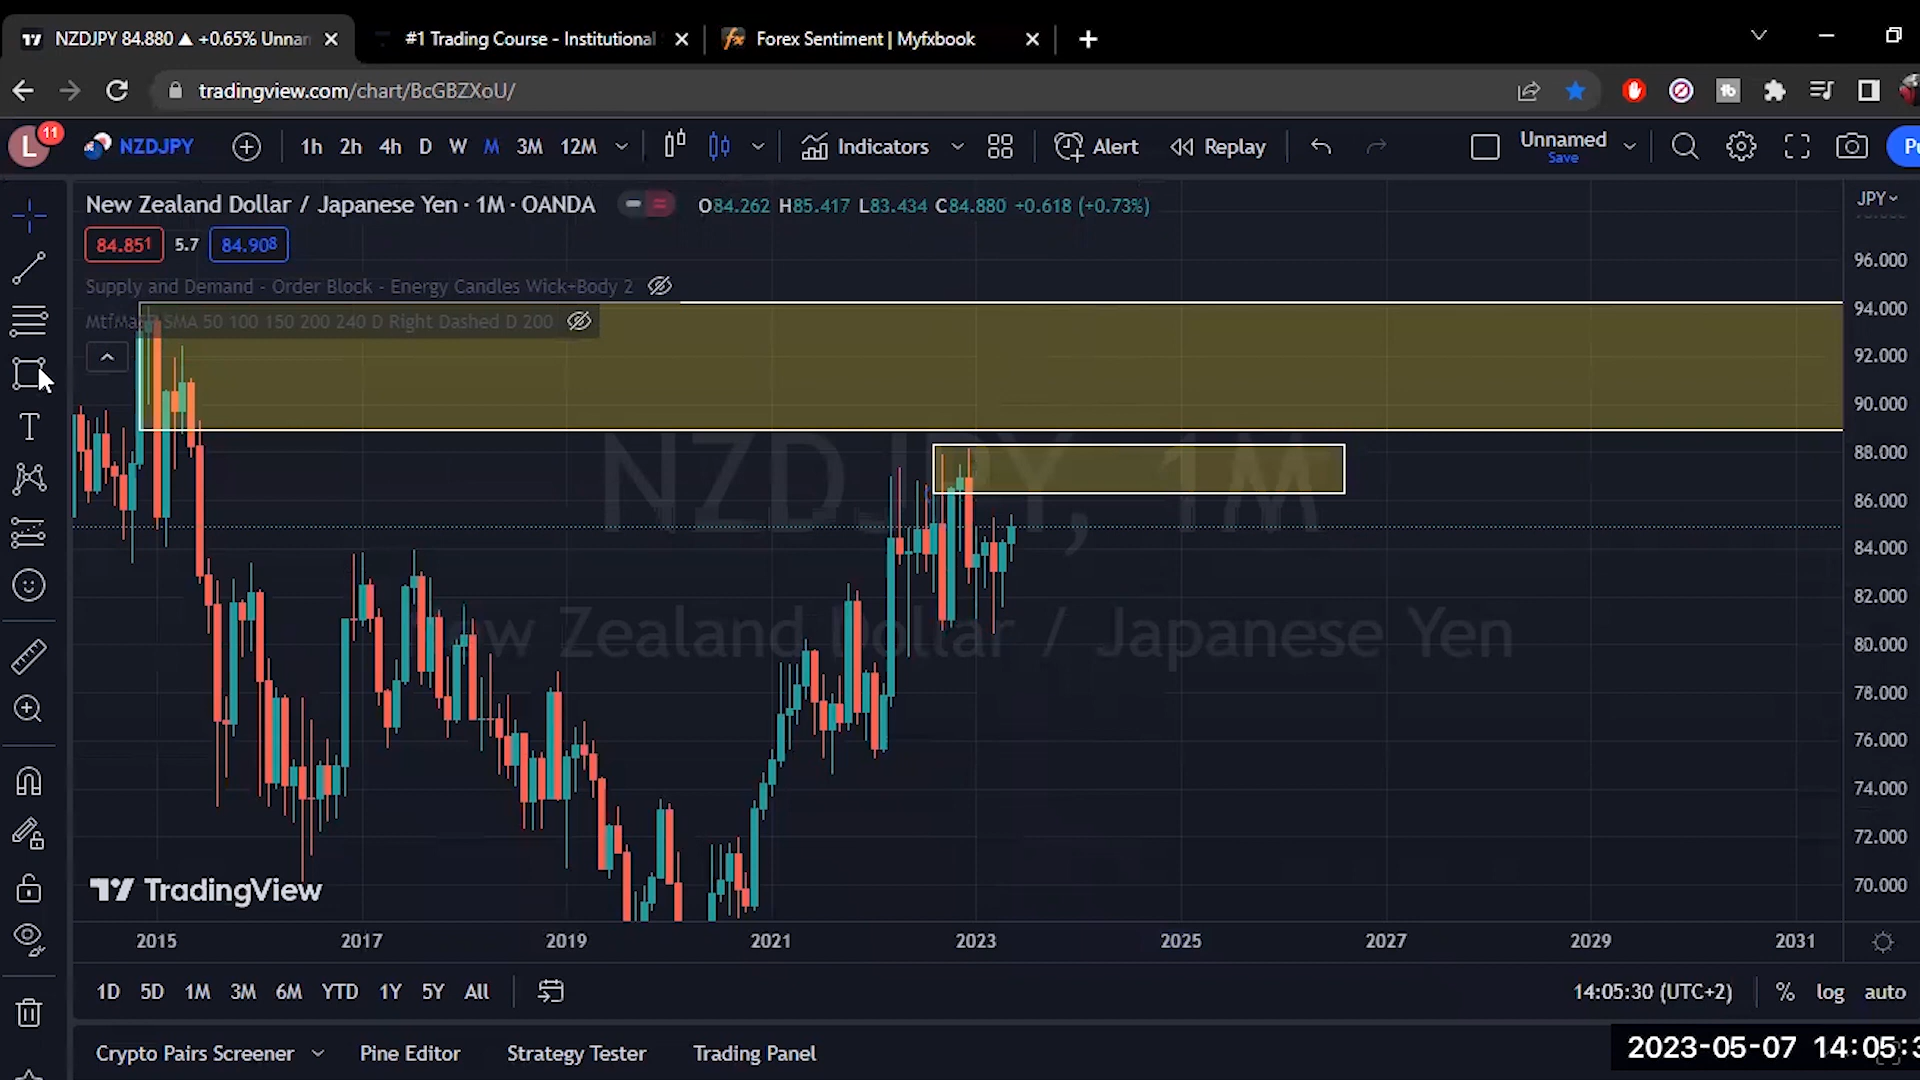 NZDJPY 84.880 ▲ +0.65% Unnan
#1 Trading Course - Institutional
Forex Sentiment | Myfxbook
tradingview.com/chart/BcGBZXoU/
L
11
NZDJPY
1h 2h 4h D W M 3M 12M
Indicators
Alert
Replay
Unnamed
Save
Pu
New Zealand Dollar / Japanese Yen · 1M · OANDA
O84.262 H85.417 L83.434 C84.880 +0.618 (+0.73%)
JPY
84.851 5.7 84.908
Supply and Demand - Order Block - Energy Candles Wick+Body 2
SMA 50 100 150 200 240 D Right Dashed D 200
96.000
94.000
92.000
90.000
88.000
86.000
84.000
82.000
80.000
78.000
76.000
74.000
72.000
70.000
NZDJPY, 1M
New Zealand Dollar / Japanese Yen
TradingView
2015 2017 2019 2021 2023 2025 2027 2029 2031
1D 5D 1M 3M 6M YTD 1Y 5Y All
14:05:30 (UTC+2) % log auto
Crypto Pairs Screener
Pine Editor
Strategy Tester
Trading Panel
2023-05-07 14:05:3